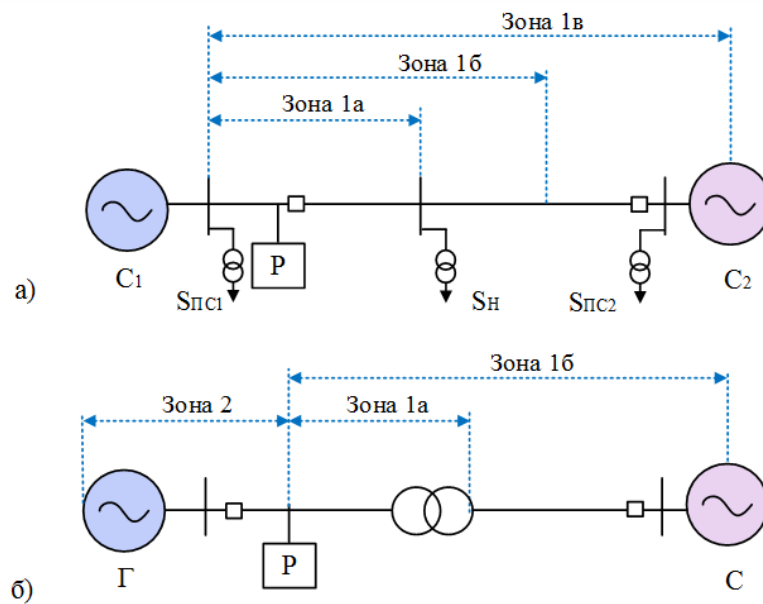 Зона 1в
Зона 1б
Зона 1а
С1
SПС1
Р
SН
SПС2
С2
а)
Зона 1б
Зона 2
Зона 1а
Г
Р
С
б)